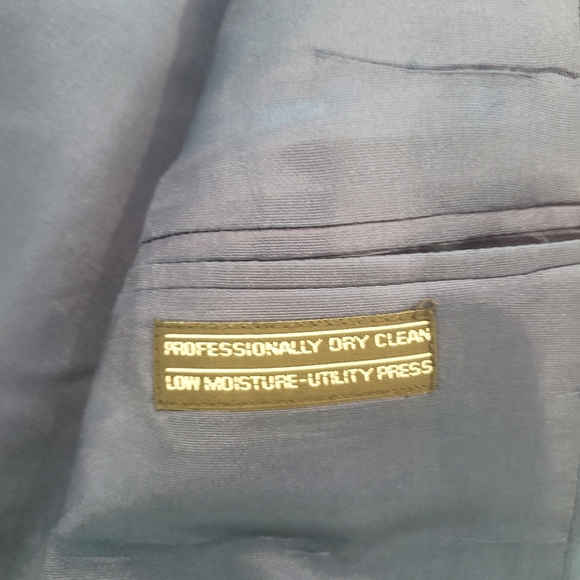 PROFESSIONALLY DRY CLEAN
LOW MOISTURE-UTILITY PRESS